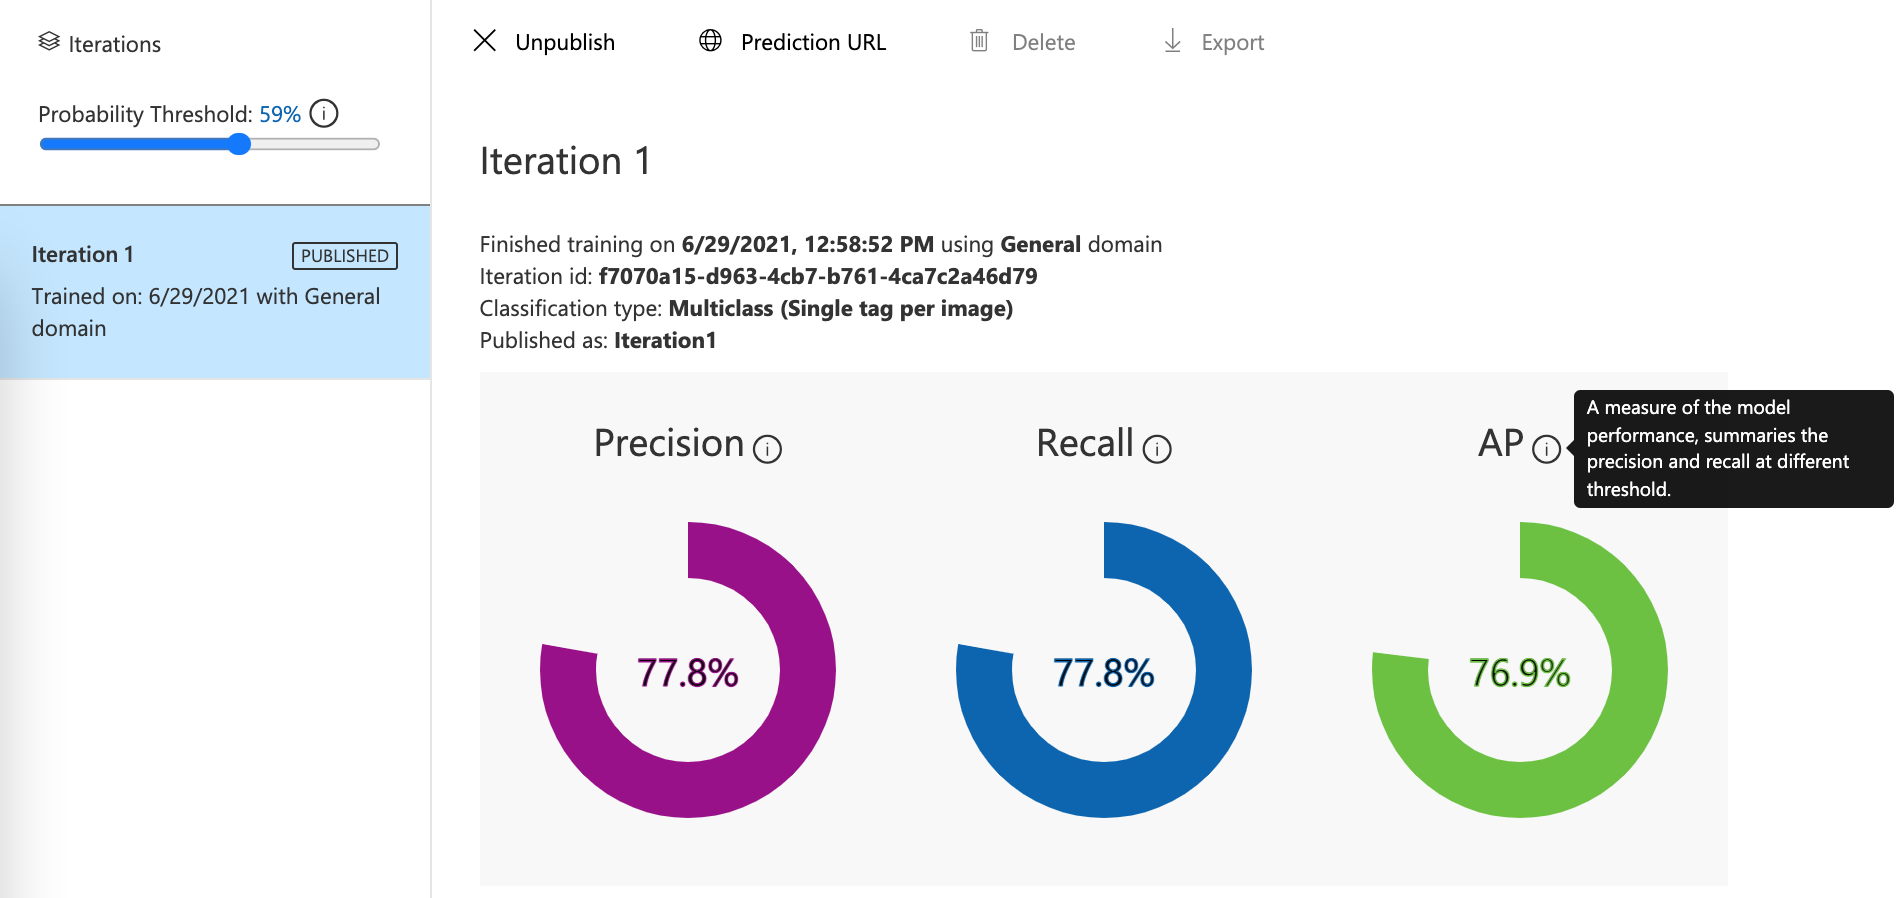 Iterations
Probability Threshold: 59%
Iteration 1
PUBLISHED
Trained on: 6/29/2021 with General
domain
Unpublish
Prediction URL
Delete
Export
Iteration 1
Finished training on 6/29/2021, 12:58:52 PM using General domain
Iteration id: f7070a15-d963-4cb7-b761-4ca7c2a46d79
Classification type: Multiclass (Single tag per image)
Published as: Iteration1
Precision
Recall
AP
A measure of the model
performance, summaries the
precision and recall at different
threshold.
77.8%
77.8%
76.9%